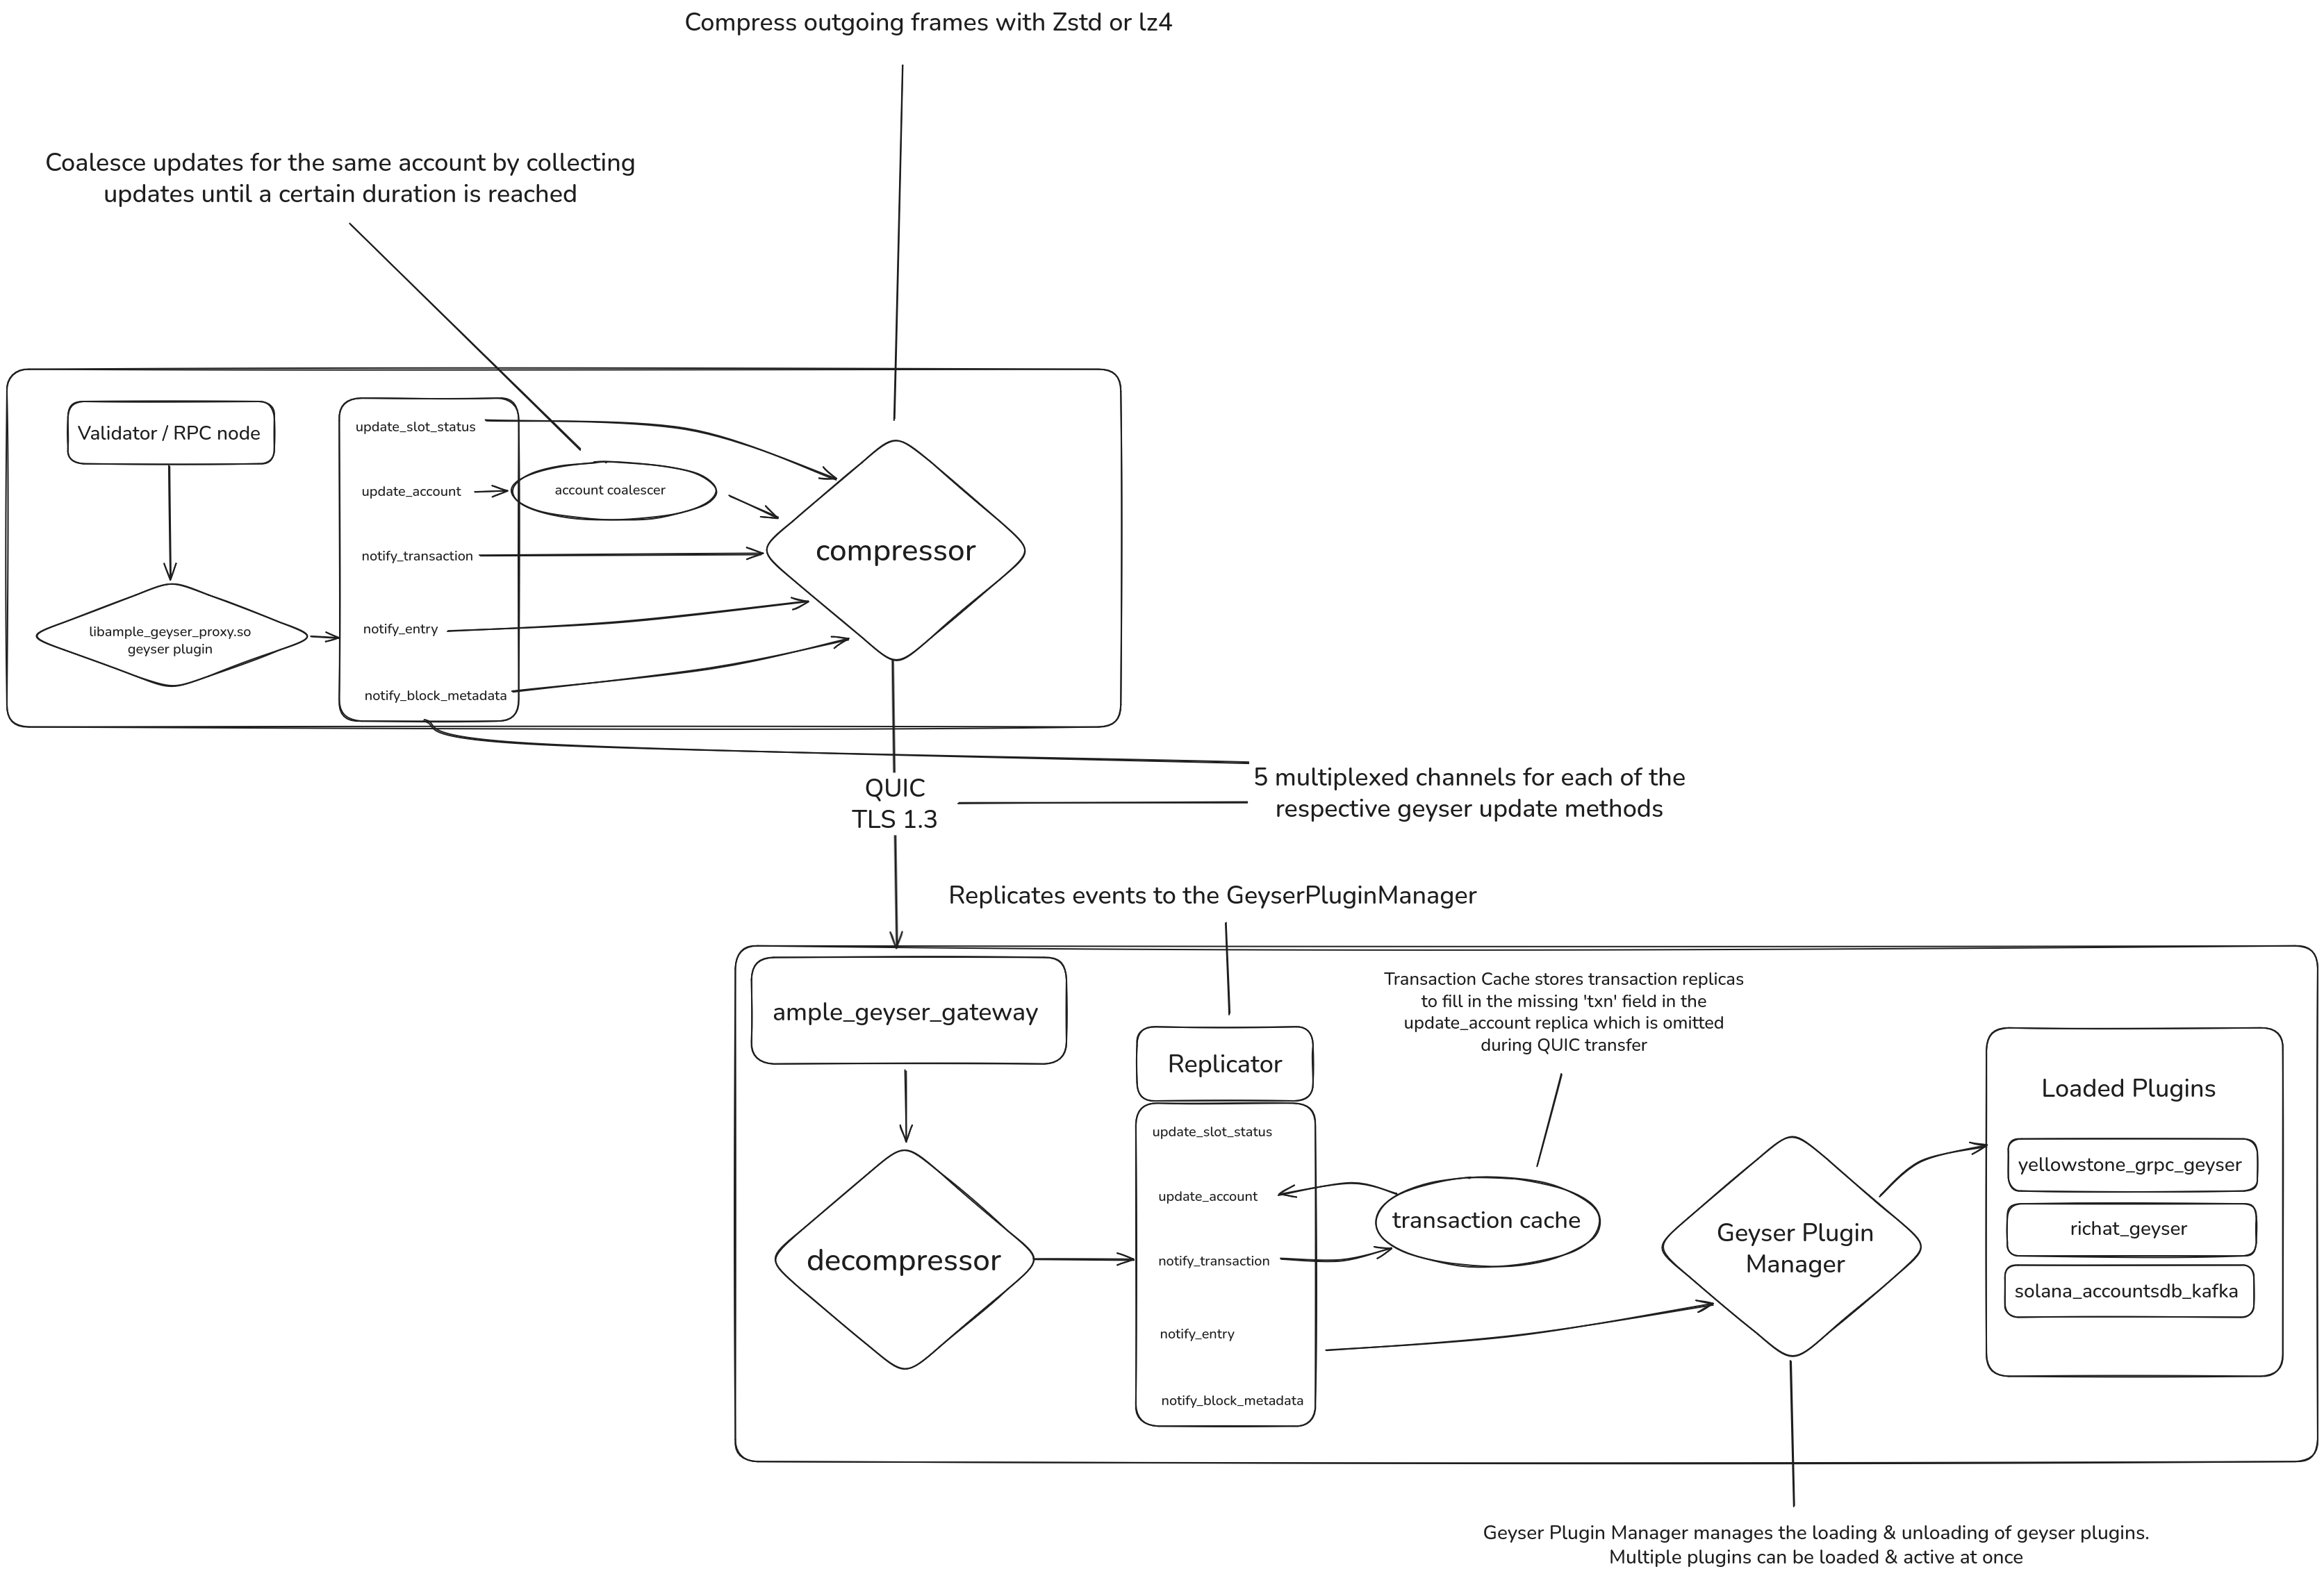 Compress outgoing frames with Zstd or lz4
Coalesce updates for the same account by collecting
updates until a certain duration is reached
Validator / RPC node
libample_geyser_proxy.so
geyser plugin
update_slot_status
update_account
notify_transaction
notify_entry
notify_block_metadata
account coalescer
compressor
QUIC
TLS 1.3
5 multiplexed channels for each of the
respective geyser update methods
Replicates events to the GeyserPluginManager
ample_geyser_gateway
decompressor
Replicator
update_slot_status
update_account
notify_transaction
notify_entry
notify_block_metadata
Transaction Cache stores transaction replicas
to fill in the missing 'txn' field in the
update_account replica which is omitted
during QUIC transfer
transaction cache
Geyser Plugin
Manager
Loaded Plugins
yellowstone_grpc_geyser
richat_geyser
solana_accountsdb_kafka
Geyser Plugin Manager manages the loading & unloading of geyser plugins.
Multiple plugins can be loaded & active at once